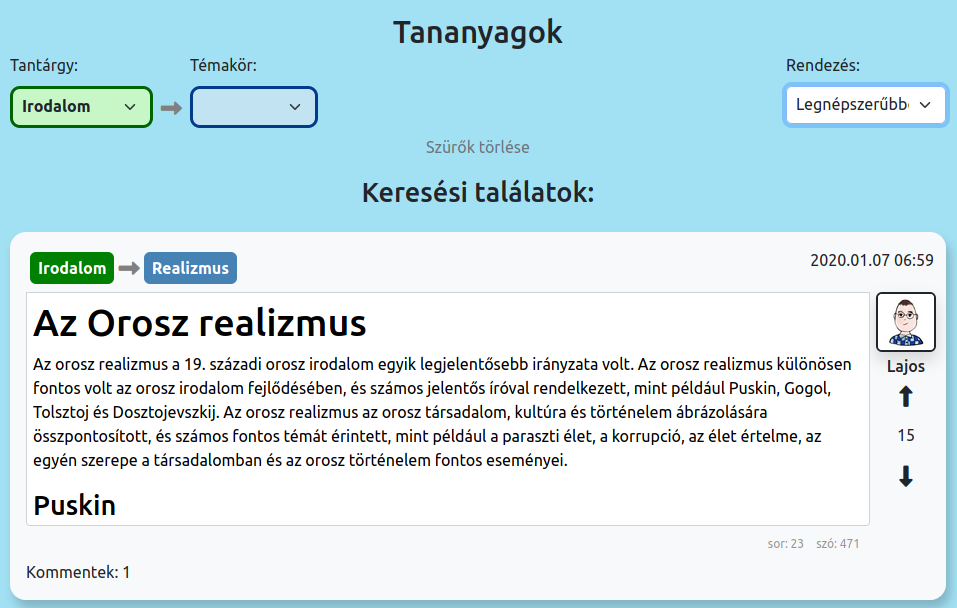 Tananyagok
Tantárgy:
Témakör:
Rendezés:
Irodalom
Legnépszerűbb
Szűrők törlése
Keresési találatok:
Irodalom
Realizmus
2020.01.07 06:59
Az Orosz realizmus
Az orosz realizmus a 19. századi orosz irodalom egyik legjelentősebb irányzata volt. Az orosz realizmus különösen
fontos volt az orosz irodalom fejlődésében, és számos jelentős íróval rendelkezett, mint például Puskin, Gogol,
Tolsztoj és Dosztojevszkij. Az orosz realizmus az orosz társadalom, kultúra és történelem ábrázolására
összpontosított, és számos fontos témát érintett, mint például a paraszti élet, a korrupció, az élet értelme, az
egyén szerepe a társadalomban és az orosz történelem fontos eseményei.
Puskin
Lajos
15
sor: 23 szó: 471
Kommentek: 1